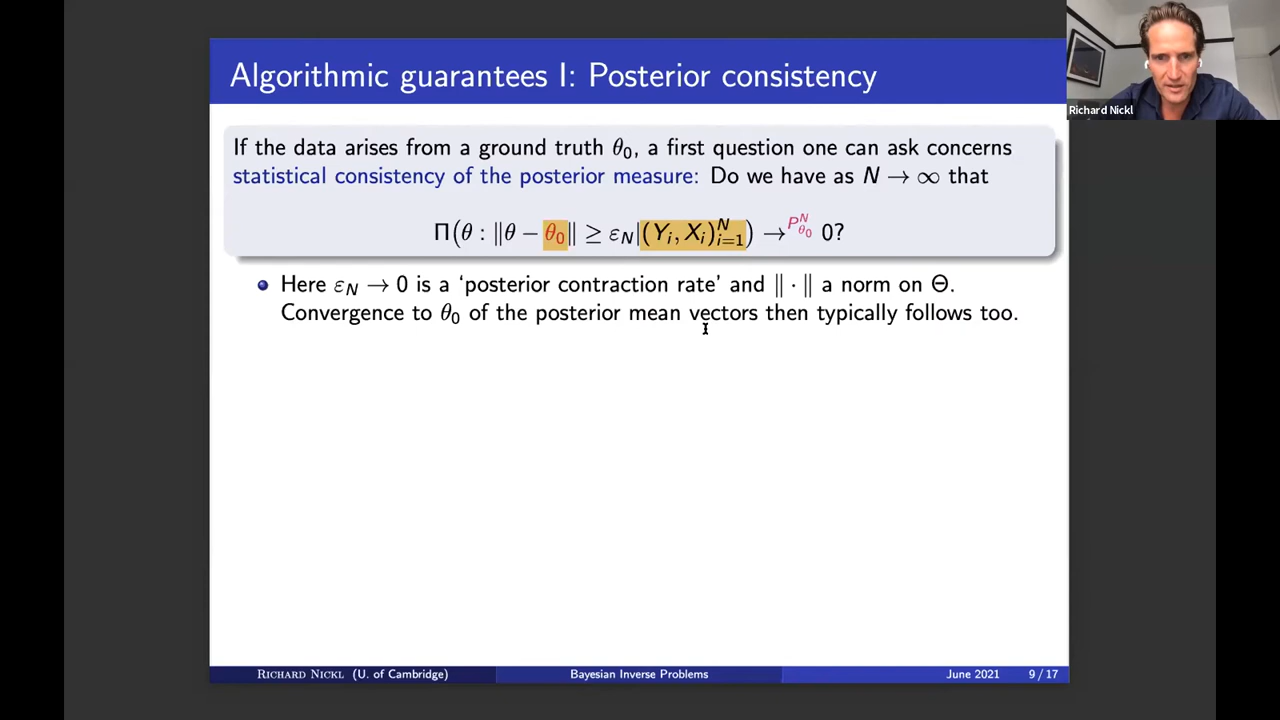 Algorithmic guarantees I: Posterior consistency
Richard Nickl
If the data arises from a ground truth θ₀, a first question one can ask concerns
statistical consistency of the posterior measure: Do we have as N → ∞ that
Π(θ : ‖θ − θ₀‖ ≥ ε_N|(Y_i, X_i)_{i=1}^N) →^{P_{θ₀}^N} 0?
Here ε_N → 0 is a ‘posterior contraction rate’ and ‖ · ‖ a norm on Θ.
Convergence to θ₀ of the posterior mean vectors then typically follows too.
Richard Nickl (U. of Cambridge) Bayesian Inverse Problems June 2021 9 / 17